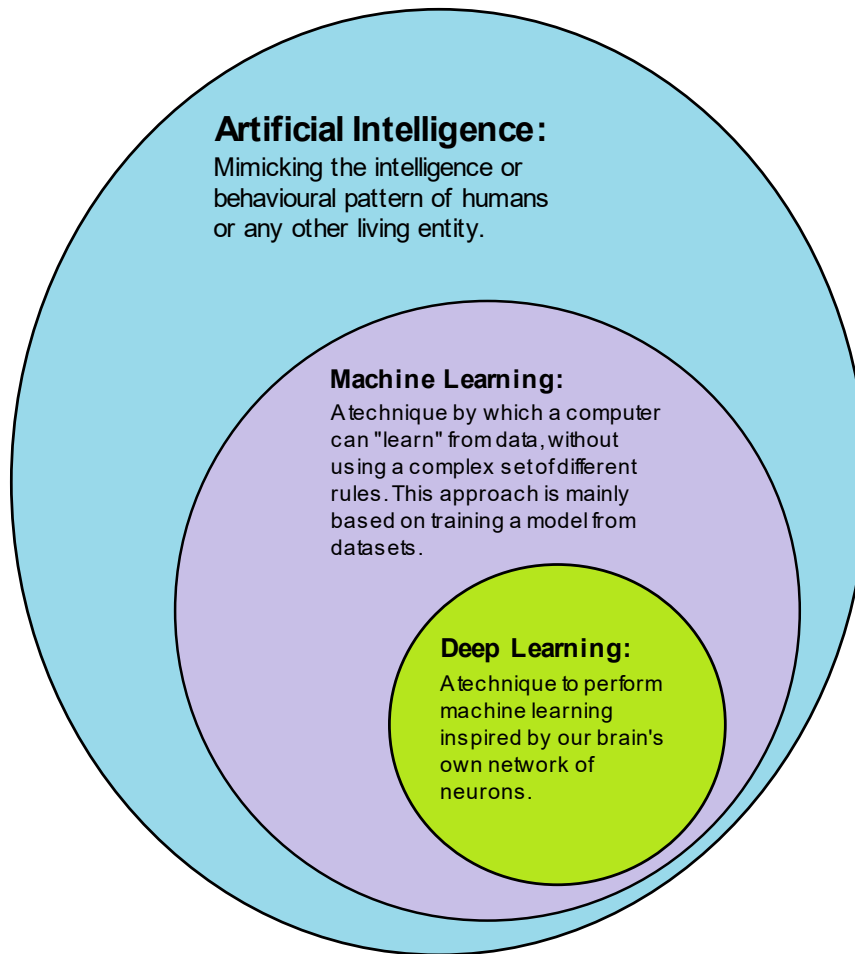 Artificial Intelligence:
Mimicking the intelligence or
behavioural pattern of humans
or any other living entity.
Machine Learning:
A technique by which a computer
can "learn" from data, without
using a complex set of different
rules. This approach is mainly
based on training a model from
datasets.
Deep Learning:
A technique to perform
machine learning
inspired by our brain's
own network of
neurons.